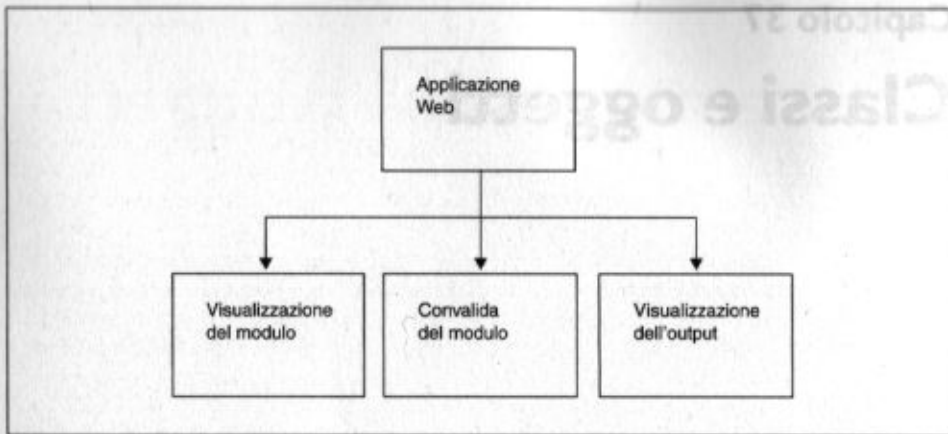 Capitolo 37
Classi e oggetti
Applicazione
Web
Visualizzazione
del modulo
Convalida
del modulo
Visualizzazione
dell'output